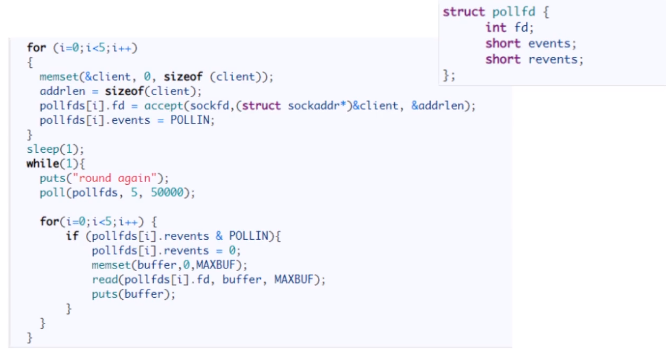 struct pollfd {
int fd;
short events;
short revents;
};
for (i=0;i<5;i++)
{
memset(&client, 0, sizeof (client));
addrlen = sizeof(client);
pollfds[i].fd = accept(sockfd,(struct sockaddr*)&client, &addrlen);
pollfds[i].events = POLLIN;
}
sleep(1);
while(1){
puts("round again");
poll(pollfds, 5, 50000);
for(i=0;i<5;i++) {
if (pollfds[i].revents & POLLIN){
pollfds[i].revents = 0;
memset(buffer,0,MAXBUF);
read(pollfds[i].fd, buffer, MAXBUF);
puts(buffer);
}
}
}